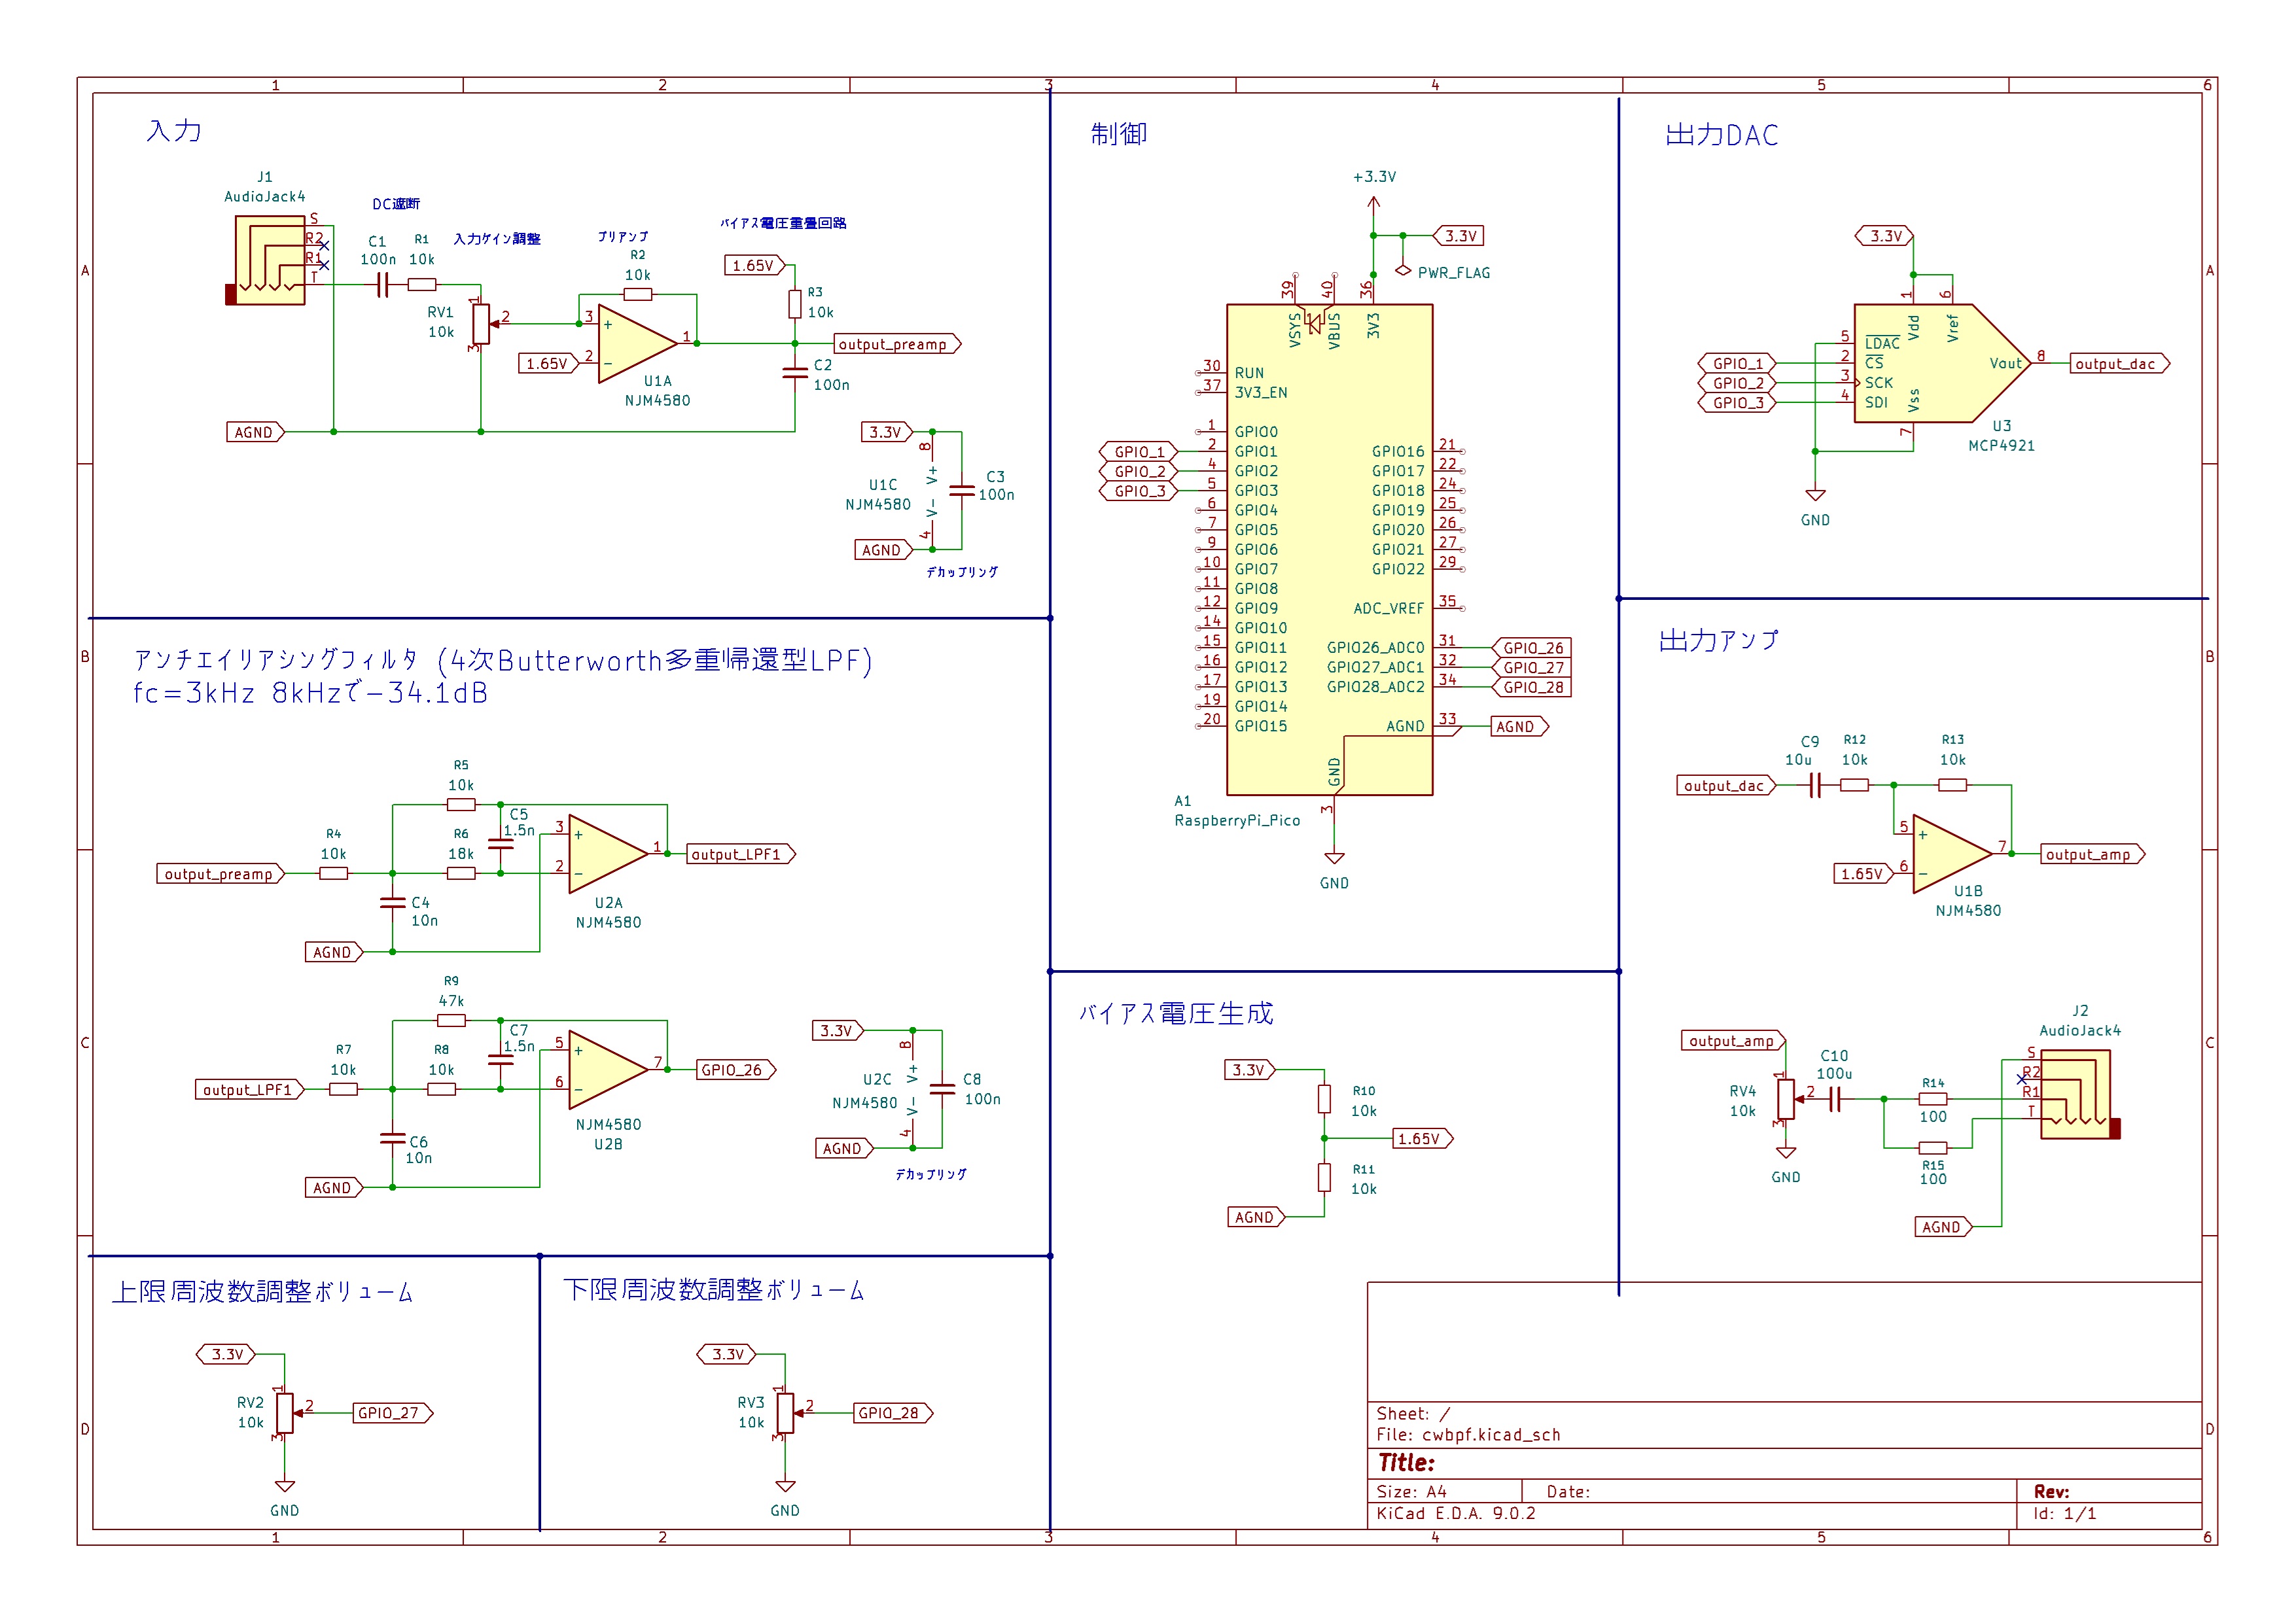 1 2 3 4 5 6
A
B
C
D
入力
J1
AudioJack4
S
R2
R1
T
DC遮断
C1
100n
R1
10k
入力ゲイン調整
RV1
10k
1
2
3
プリアンプ
R2
10k
3
+
2
-
1
1.65V
U1A
NJM4580
バイアス電圧重畳回路
1.65V
R3
10k
output_preamp
C2
100n
AGND
3.3V
8
V+
U1C
NJM4580
V-
4
C3
100n
AGND
デカップリング
アンチエイリアシングフィルタ (4次Butterworth多重帰還型LPF)
fc=3kHz 8kHzで-34.1dB
R5
10k
C5
1.5n
R4
10k
R6
18k
3
+
2
-
1
output_preamp
output_LPF1
C4
10n
U2A
NJM4580
AGND
R9
47k
C7
1.5n
R7
10k
R8
10k
5
+
6
-
7
output_LPF1
GPIO_26
C6
10n
NJM4580
U2B
AGND
3.3V
8
V+
U2C
NJM4580
V-
4
C8
100n
AGND
デカップリング
上限周波数調整ボリューム
3.3V
RV2
10k
1
2
3
GPIO_27
GND
下限周波数調整ボリューム
3.3V
RV3
10k
1
2
3
GPIO_28
GND
制御
+3.3V
3.3V
PWR_FLAG
39
40
36
VSYS
VBUS
3V3
30 RUN
37 3V3_EN
1 GPIO0
GPIO_1 2 GPIO1
GPIO_2 4 GPIO2
GPIO_3 5 GPIO3
6 GPIO4
7 GPIO5
9 GPIO6
10 GPIO7
11 GPIO8
12 GPIO9
14 GPIO10
15 GPIO11
16 GPIO12
17 GPIO13
19 GPIO14
20 GPIO15
GPIO16 21
GPIO17 22
GPIO18 24
GPIO19 25
GPIO20 26
GPIO21 27
GPIO22 29
ADC_VREF 35
GPIO26_ADC0 31 GPIO_26
GPIO27_ADC1 32 GPIO_27
GPIO28_ADC2 34 GPIO_28
AGND 33 AGND
GND
3
A1
RaspberryPi_Pico
GND
バイアス電圧生成
3.3V
R10
10k
1.65V
R11
10k
AGND
出力DAC
3.3V
1
6
Vdd
Vref
5 LDAC
GPIO_1 2 CS
GPIO_2 3 SCK
GPIO_3 4 SDI
Vout 8 output_dac
Vss
7
U3
MCP4921
GND
出力アンプ
C9
10u
R12
10k
R13
10k
output_dac
5
+
6
-
7
1.65V
output_amp
U1B
NJM4580
output_amp
RV4
10k
1
2
3
C10
100u
R14
100
R15
100
GND
J2
AudioJack4
S
R2
R1
T
AGND
Sheet: /
File: cwbpf.kicad_sch
Title:
Size: A4 Date: Rev:
KiCad E.D.A. 9.0.2 Id: 1/1
A
B
C
D
1 2 3 4 5 6